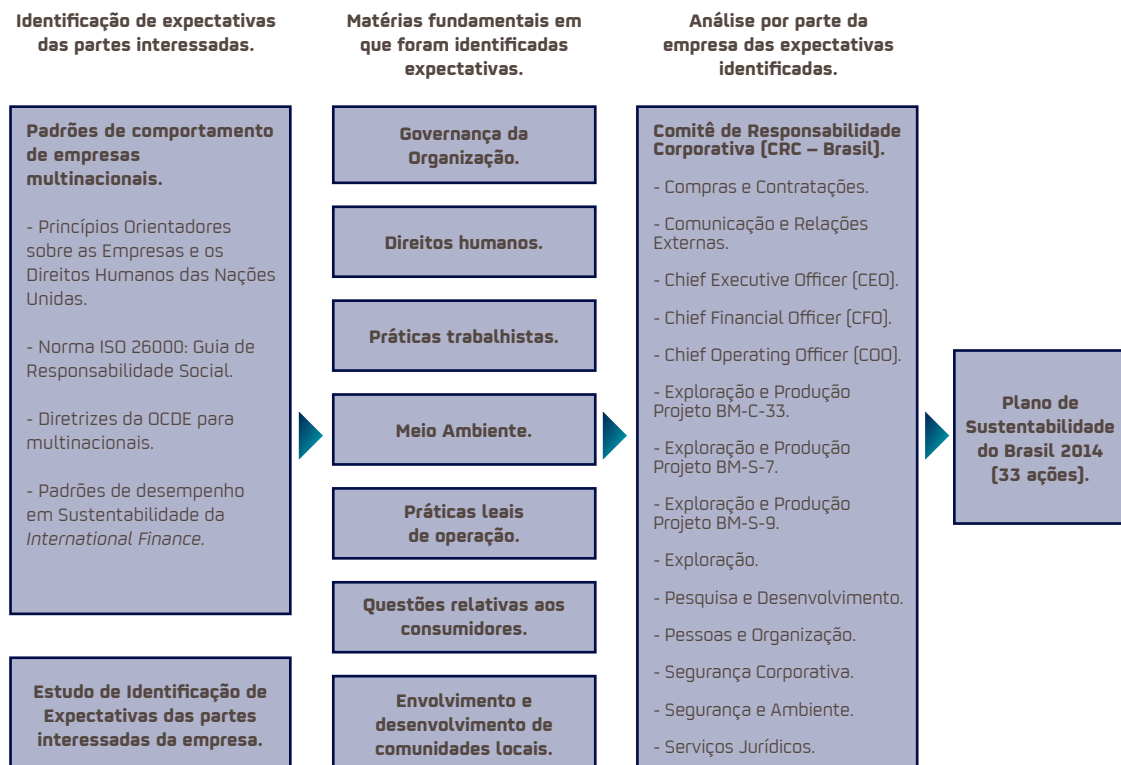 Identificação de expectativas
das partes interessadas.
Matérias fundamentais em
que foram identificadas
expectativas.
Análise por parte da
empresa das expectativas
identificadas.
Padrões de comportamento
de empresas
multinacionais.
- Princípios Orientadores
sobre as Empresas e os
Direitos Humanos das Nações
Unidas.
- Norma ISO 26000: Guia de
Responsabilidade Social.
- Diretrizes da OCDE para
multinacionais.
- Padrões de desempenho
em Sustentabilidade da
International Finance.
Estudo de Identificação de
Expectativas das partes
interessadas da empresa.
Governança da
Organização.
Direitos humanos.
Práticas trabalhistas.
Meio Ambiente.
Práticas leais
de operação.
Questões relativas aos
consumidores.
Envolvimento e
desenvolvimento de
comunidades locais.
Comitê de Responsabilidade
Corporativa (CRC – Brasil).
- Compras e Contratações.
- Comunicação e Relações
Externas.
- Chief Executive Officer (CEO).
- Chief Financial Officer (CFO).
- Chief Operating Officer (COO).
- Exploração e Produção
Projeto BM-C-33.
- Exploração e Produção
Projeto BM-S-7.
- Exploração e Produção
Projeto BM-S-9.
- Exploração.
- Pesquisa e Desenvolvimento.
- Pessoas e Organização.
- Segurança Corporativa.
- Segurança e Ambiente.
- Serviços Jurídicos.
Plano de
Sustentabilidade
do Brasil 2014
(33 ações).